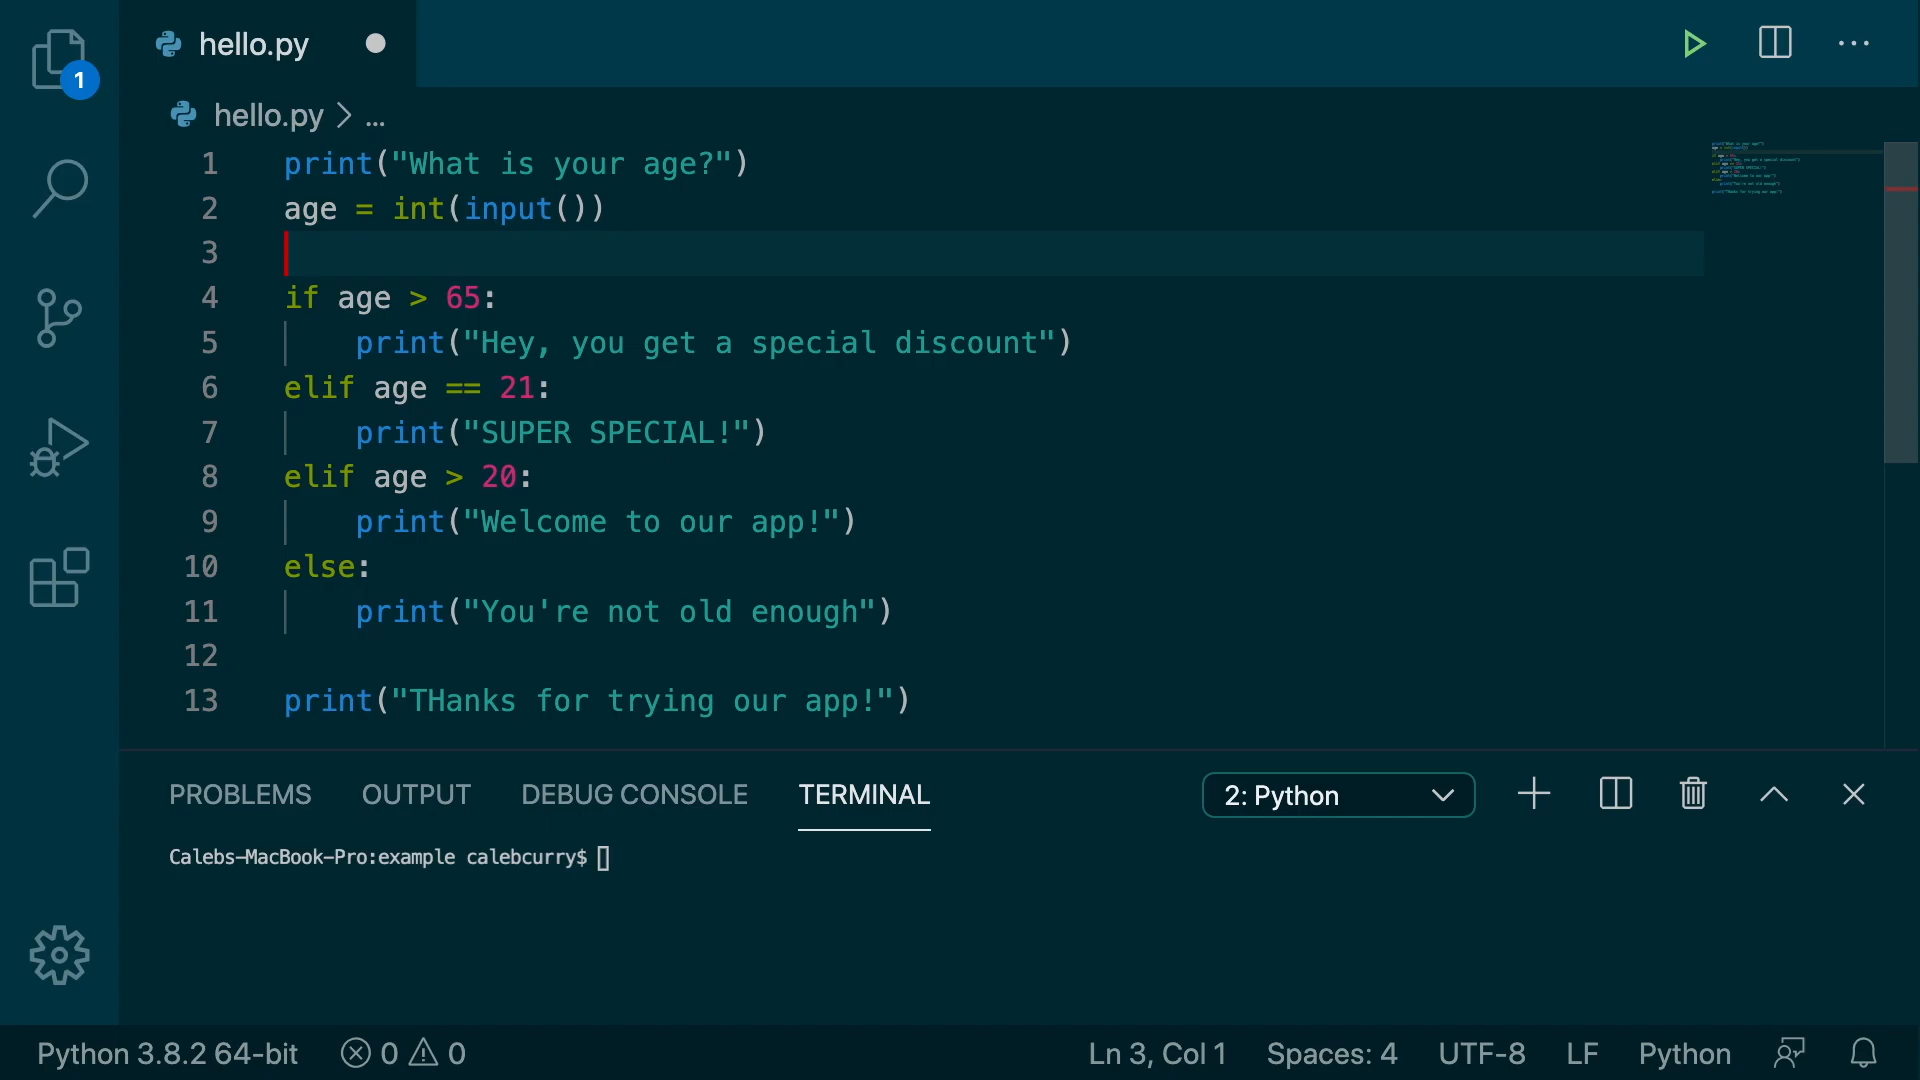 hello.py
1
hello.py > ...
1 print("What is your age?")
2 age = int(input())
3
4 if age > 65:
5     print("Hey, you get a special discount")
6 elif age == 21:
7     print("SUPER SPECIAL!")
8 elif age > 20:
9     print("Welcome to our app!")
10 else:
11     print("You're not old enough")
12
13 print("THanks for trying our app!")
PROBLEMS OUTPUT DEBUG CONSOLE TERMINAL 2: Python
Calebs-MacBook-Pro:example calebcurry$
Python 3.8.2 64-bit 0 0 Ln 3, Col 1 Spaces: 4 UTF-8 LF Python